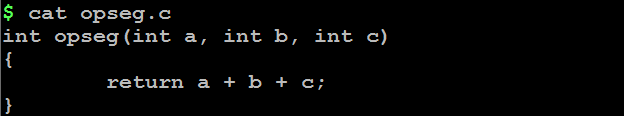 $ cat opseg.c
int opseg(int a, int b, int c)
{
        return a + b + c;
}